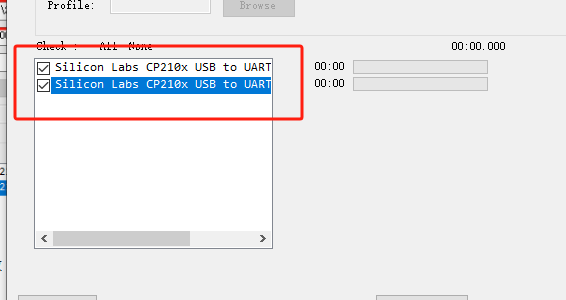 Profile:
Browse
Check : All None
00:00.000
Silicon Labs CP210x USB to UART
00:00
Silicon Labs CP210x USB to UART
00:00